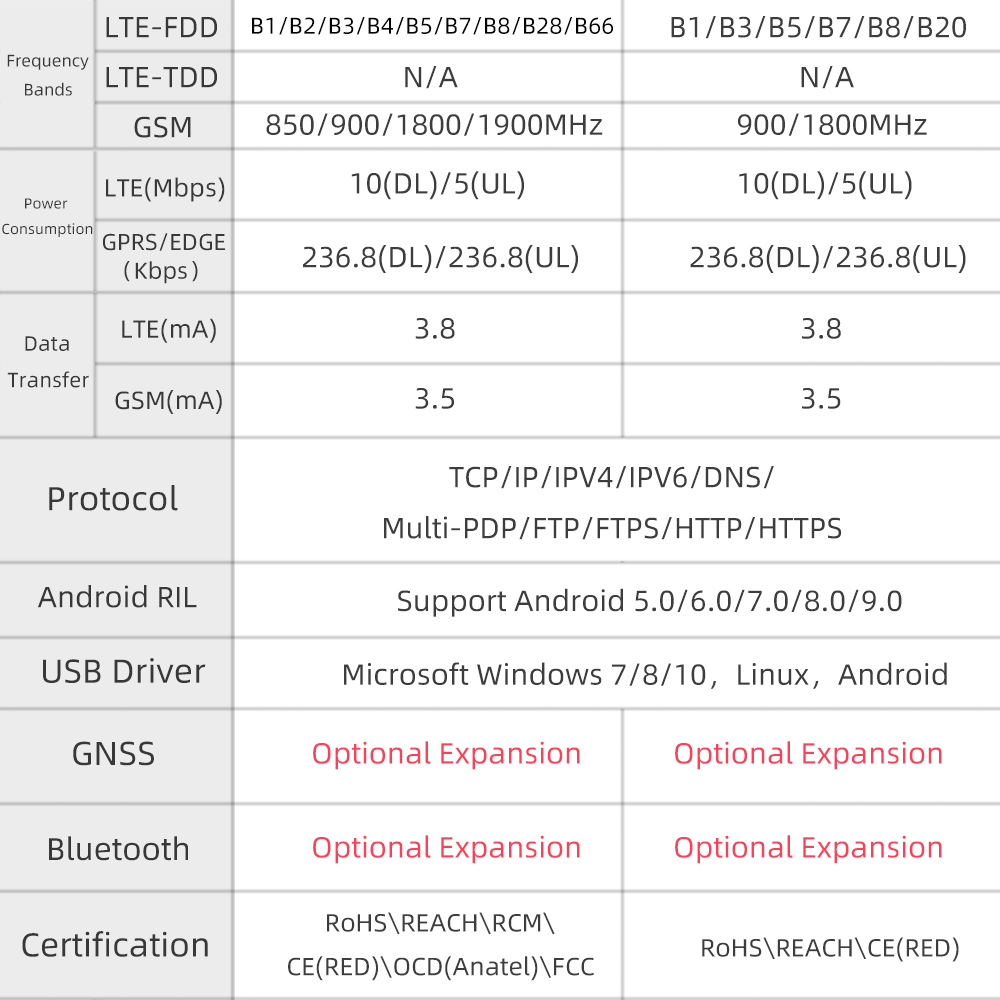 Frequency
Bands
LTE-FDD
B1/B2/B3/B4/B5/B7/B8/B28/B66
B1/B3/B5/B7/B8/B20
LTE-TDD
N/A
N/A
GSM
850/900/1800/1900MHz
900/1800MHz
Power
Consumption
LTE(Mbps)
10(DL)/5(UL)
10(DL)/5(UL)
GPRS/EDGE
(Kbps)
236.8(DL)/236.8(UL)
236.8(DL)/236.8(UL)
Data
Transfer
LTE(mA)
3.8
3.8
GSM(mA)
3.5
3.5
Protocol
TCP/IP/IPV4/IPV6/DNS/
Multi-PDP/FTP/FTPS/HTTP/HTTPS
Android RIL
Support Android 5.0/6.0/7.0/8.0/9.0
USB Driver
Microsoft Windows 7/8/10，Linux，Android
GNSS
Optional Expansion
Optional Expansion
Bluetooth
Optional Expansion
Optional Expansion
Certification
RoHS\REACH\RCM\
CE(RED)\OCD(Anatel)\FCC
RoHS\REACH\CE(RED)